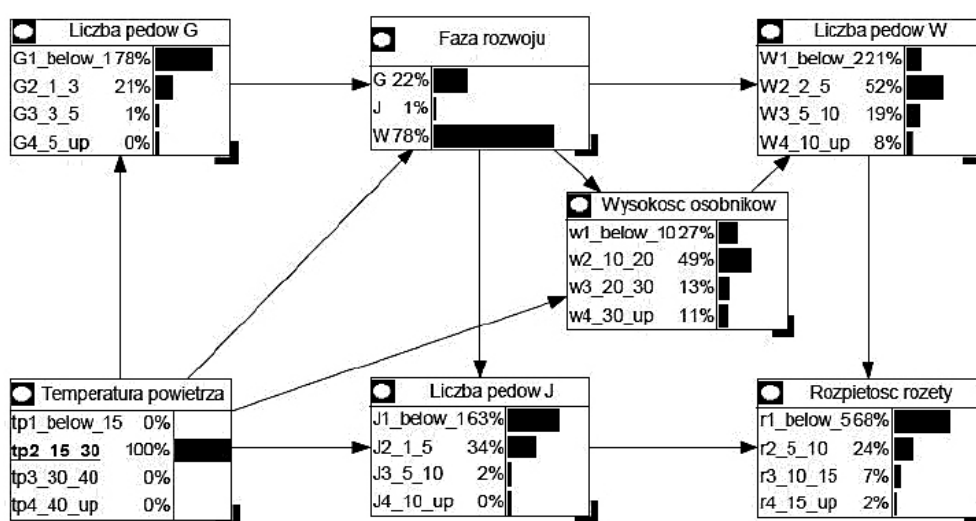 Liczba pedow G
G1_below_1 78%
G2_1_3 21%
G3_3_5 1%
G4_5_up 0%
Faza rozwoju
G 22%
J 1%
W 78%
Liczba pedow W
W1_below_2 21%
W2_2_5 52%
W3_5_10 19%
W4_10_up 8%
Wysokosc osobnikow
w1_below_10 27%
w2_10_20 49%
w3_20_30 13%
w4_30_up 11%
Temperatura powietrza
tp1_below_15 0%
tp2_15_30 100%
tp3_30_40 0%
tp4_40_up 0%
Liczba pedow J
J1_below_1 63%
J2_1_5 34%
J3_5_10 2%
J4_10_up 0%
Rozpietosc rozety
r1_below_5 68%
r2_5_10 24%
r3_10_15 7%
r4_15_up 2%